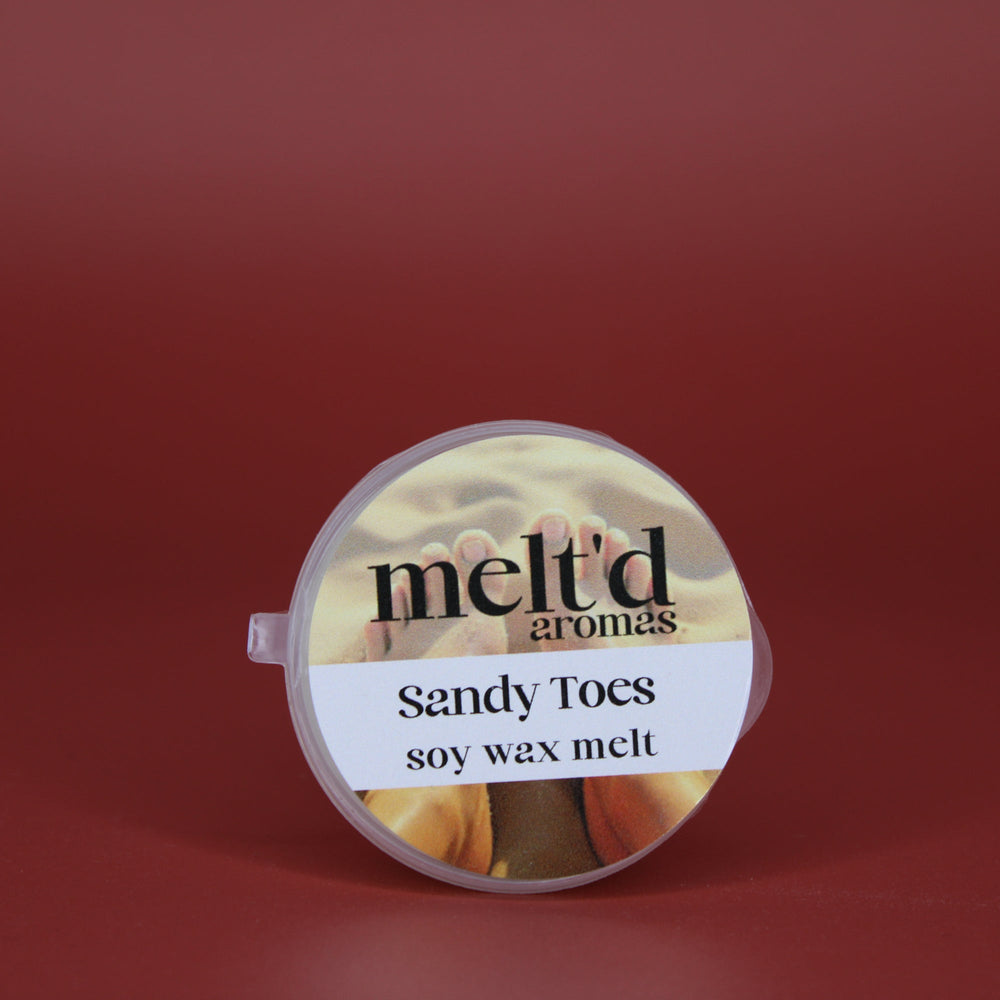 melt'd
aromas
Sandy Toes
soy wax melt